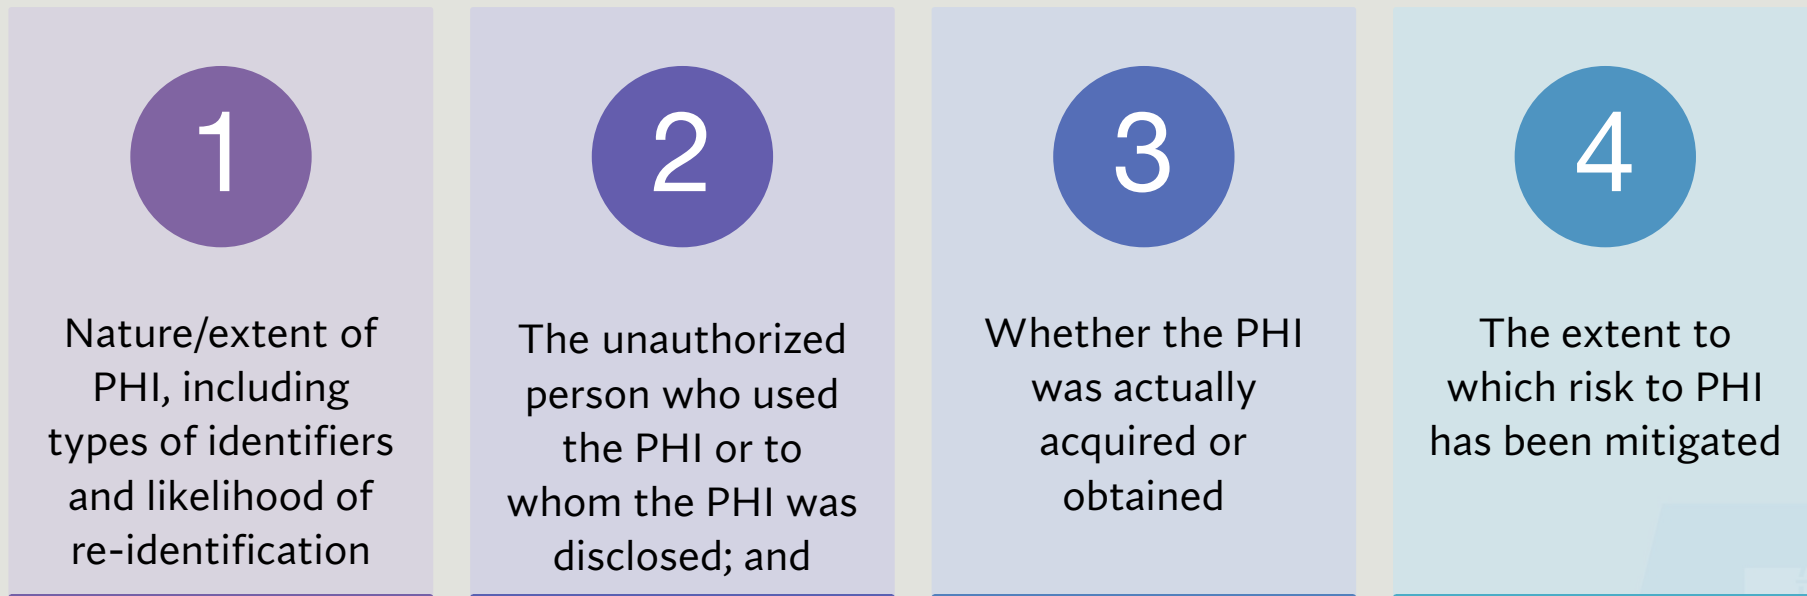 1
Nature/extent of
PHI, including
types of identifiers
and likelihood of
re-identification
2
The unauthorized
person who used
the PHI or to
whom the PHI was
disclosed; and
3
Whether the PHI
was actually
acquired or
obtained
4
The extent to
which risk to PHI
has been mitigated